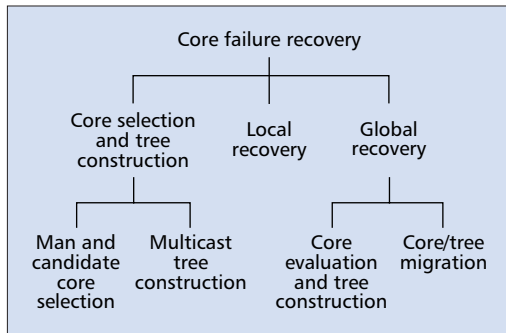 Core failure recovery
Core selection
and tree
construction
Local
recovery
Global
recovery
Man and
candidate
core
selection
Multicast
tree
construction
Core
evaluation
and tree
construction
Core/tree
migration